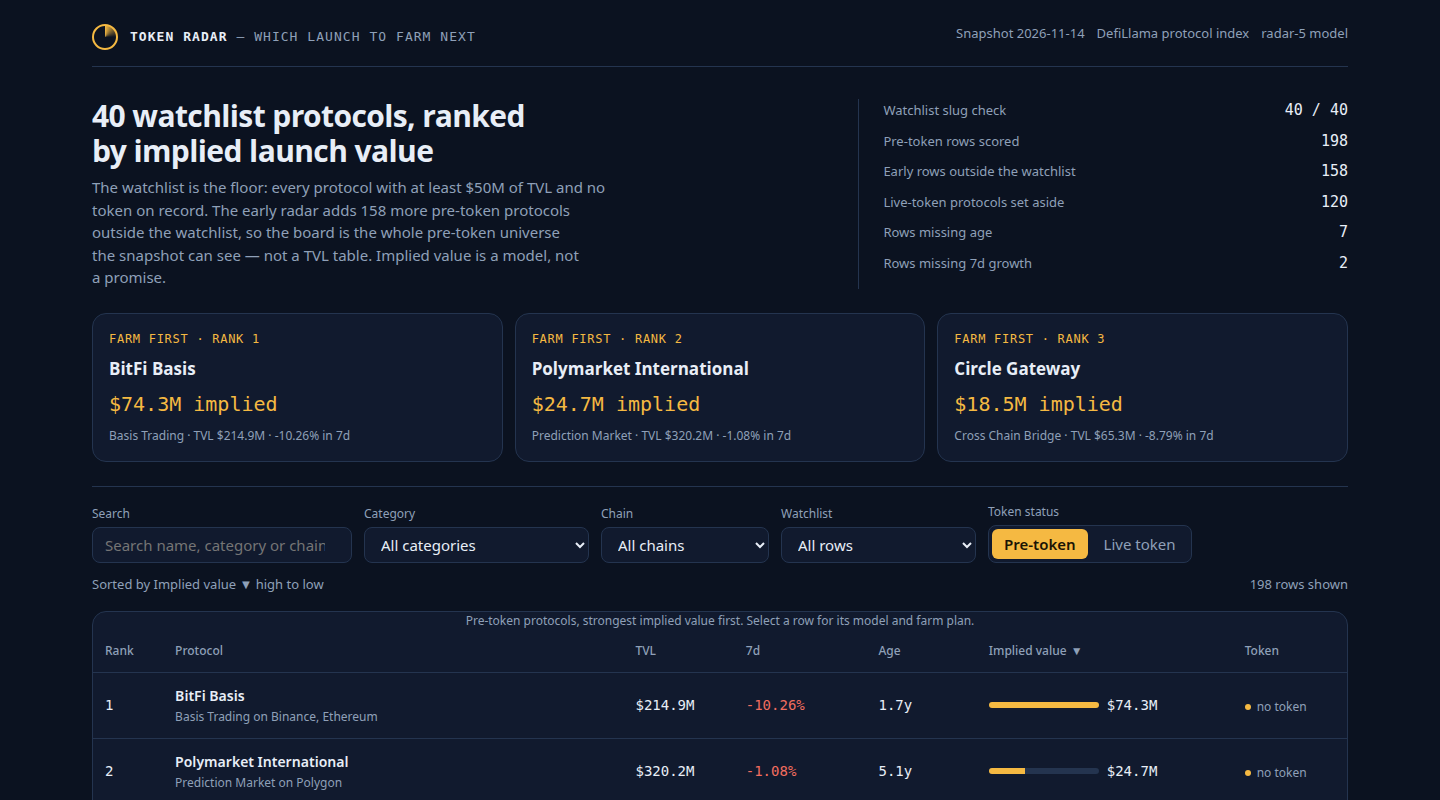 TOKEN RADAR — WHICH LAUNCH TO FARM NEXT
Snapshot 2026-11-14 DefiLlama protocol index radar-5 model
40 watchlist protocols, ranked
by implied launch value
The watchlist is the floor: every protocol with at least $50M of TVL and no
token on record. The early radar adds 158 more pre-token protocols
outside the watchlist, so the board is the whole pre-token universe
the snapshot can see — not a TVL table. Implied value is a model, not
a promise.
Watchlist slug check 40 / 40
Pre-token rows scored 198
Early rows outside the watchlist 158
Live-token protocols set aside 120
Rows missing age 7
Rows missing 7d growth 2
FARM FIRST · RANK 1
BitFi Basis
$74.3M implied
Basis Trading · TVL $214.9M · -10.26% in 7d
FARM FIRST · RANK 2
Polymarket International
$24.7M implied
Prediction Market · TVL $320.2M · -1.08% in 7d
FARM FIRST · RANK 3
Circle Gateway
$18.5M implied
Cross Chain Bridge · TVL $65.3M · -8.79% in 7d
Search Category Chain Watchlist Token status
Search name, category or chain All categories All chains All rows Pre-token Live token
Sorted by Implied value ▼ high to low 198 rows shown
Pre-token protocols, strongest implied value first. Select a row for its model and farm plan.
Rank Protocol TVL 7d Age Implied value ▼ Token
1 BitFi Basis $214.9M -10.26% 1.7y $74.3M no token
Basis Trading on Binance, Ethereum
2 Polymarket International $320.2M -1.08% 5.1y $24.7M no token
Prediction Market on Polygon